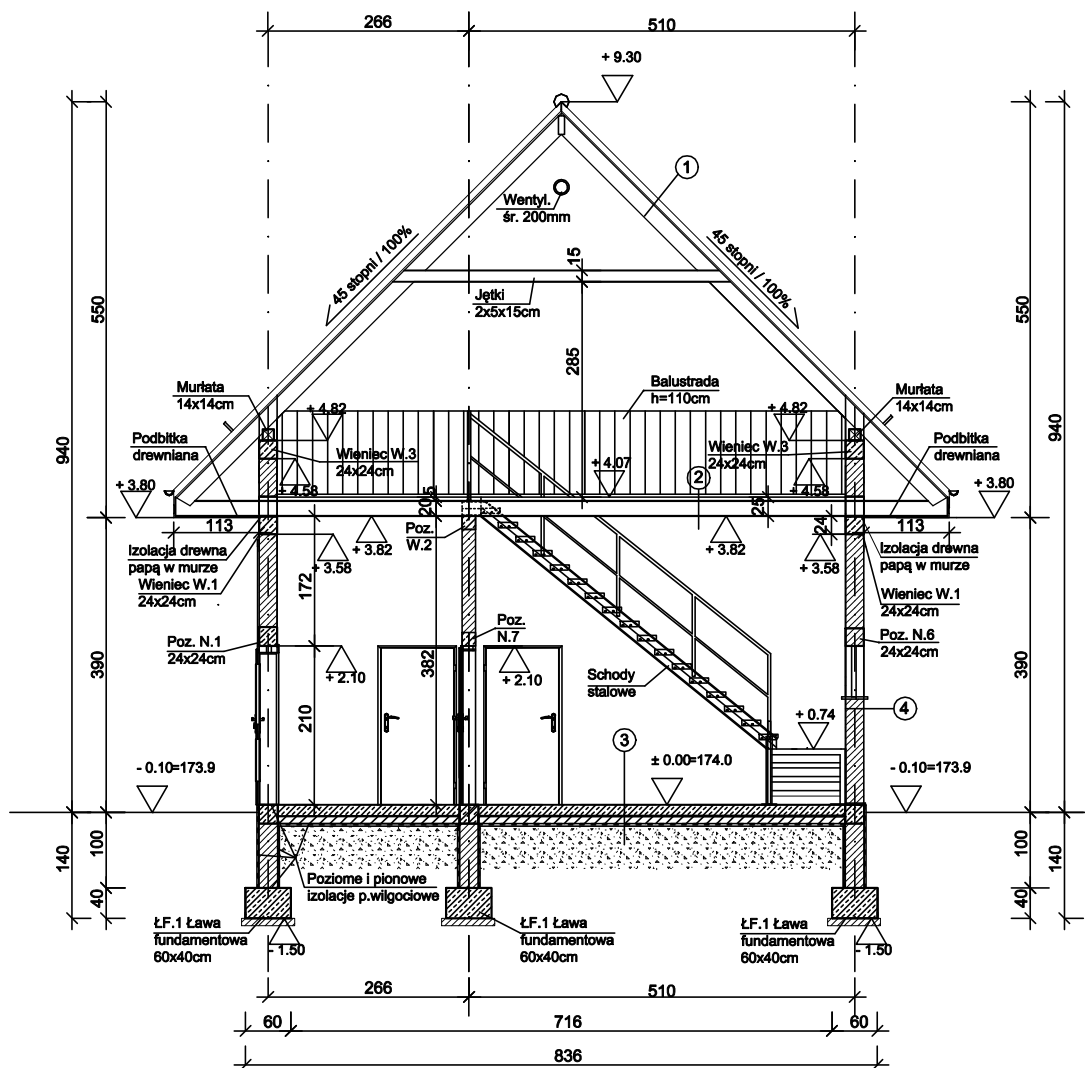 266
510
+ 9.30
1
Wentyl.
śr. 200mm
45 stopni / 100%
45 stopni / 100%
15
Jętki
2x5x15cm
550
550
285
940
940
Murłata
14x14cm
Balustrada
h=110cm
Murłata
14x14cm
+ 4.82
+ 4.82
Podbitka
drewniana
Wieniec W.3
24x24cm
Wieniec W.3
24x24cm
Podbitka
drewniana
+ 4.07
+ 3.80
+ 4.58
2
+ 4.58
+ 3.80
20
5
25
113
24
113
Izolacja drewna
papą w murze
+ 3.82
Poz.
W.2
+ 3.82
Izolacja drewna
papą w murze
+ 3.58
+ 3.58
Wieniec W.1
24x24cm
172
Wieniec W.1
24x24cm
Poz. N.1
24x24cm
Poz.
N.7
Poz. N.6
24x24cm
+ 2.10
382
+ 2.10
Schody
stalowe
390
390
210
4
+ 0.74
3
- 0.10=173.9
± 0.00=174.0
- 0.10=173.9
140
100
100
140
Poziome i pionowe
izolacje p.wilgociowe
40
40
ŁF.1 Ława
fundamentowa
60x40cm
- 1.50
ŁF.1 Ława
fundamentowa
60x40cm
ŁF.1 Ława
fundamentowa
60x40cm
- 1.50
266
510
60
716
60
836